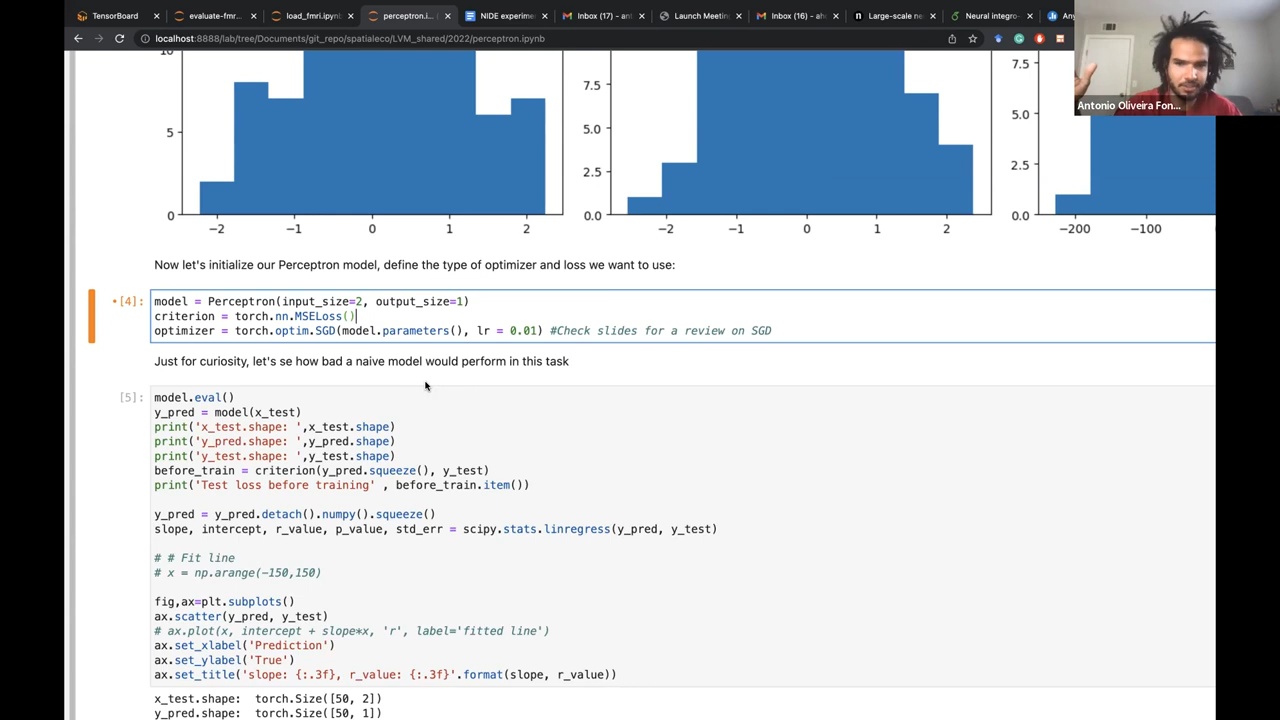 TensorBoard
evaluate-fmr...
load_fmri.ipynb
perceptron.i...
NIDE experime
Inbox (17) - an
Launch Meetin
Inbox (16) - a
Large-scale ne
Neural integro-
Any
localhost:8888/lab/tree/Documents/git_repo/spatialeco/LVM_shared/2022/perceptron.ipynb
Antonio Oliveira Fon...
10
5
0
−2 −1 0 1 2
7.5
5.0
2.5
0.0
−2 −1 0 1 2
7.5
5.0
2.5
0.0
−200 −100
Now let's initialize our Perceptron model, define the type of optimizer and loss we want to use:
[4]:
model = Perceptron(input_size=2, output_size=1)
criterion = torch.nn.MSELoss()
optimizer = torch.optim.SGD(model.parameters(), lr = 0.01) #Check slides for a review on SGD
Just for curiosity, let's se how bad a naive model would perform in this task
[5]:
model.eval()
y_pred = model(x_test)
print('x_test.shape: ',x_test.shape)
print('y_pred.shape: ',y_pred.shape)
print('y_test.shape: ',y_test.shape)
before_train = criterion(y_pred.squeeze(), y_test)
print('Test loss before training' , before_train.item())
y_pred = y_pred.detach().numpy().squeeze()
slope, intercept, r_value, p_value, std_err = scipy.stats.linregress(y_pred, y_test)
# # Fit line
# x = np.arange(-150,150)
fig,ax=plt.subplots()
ax.scatter(y_pred, y_test)
# ax.plot(x, intercept + slope*x, 'r', label='fitted line')
ax.set_xlabel('Prediction')
ax.set_ylabel('True')
ax.set_title('slope: {:.3f}, r_value: {:.3f}'.format(slope, r_value))
x_test.shape:  torch.Size([50, 2])
y_pred.shape:  torch.Size([50, 1])